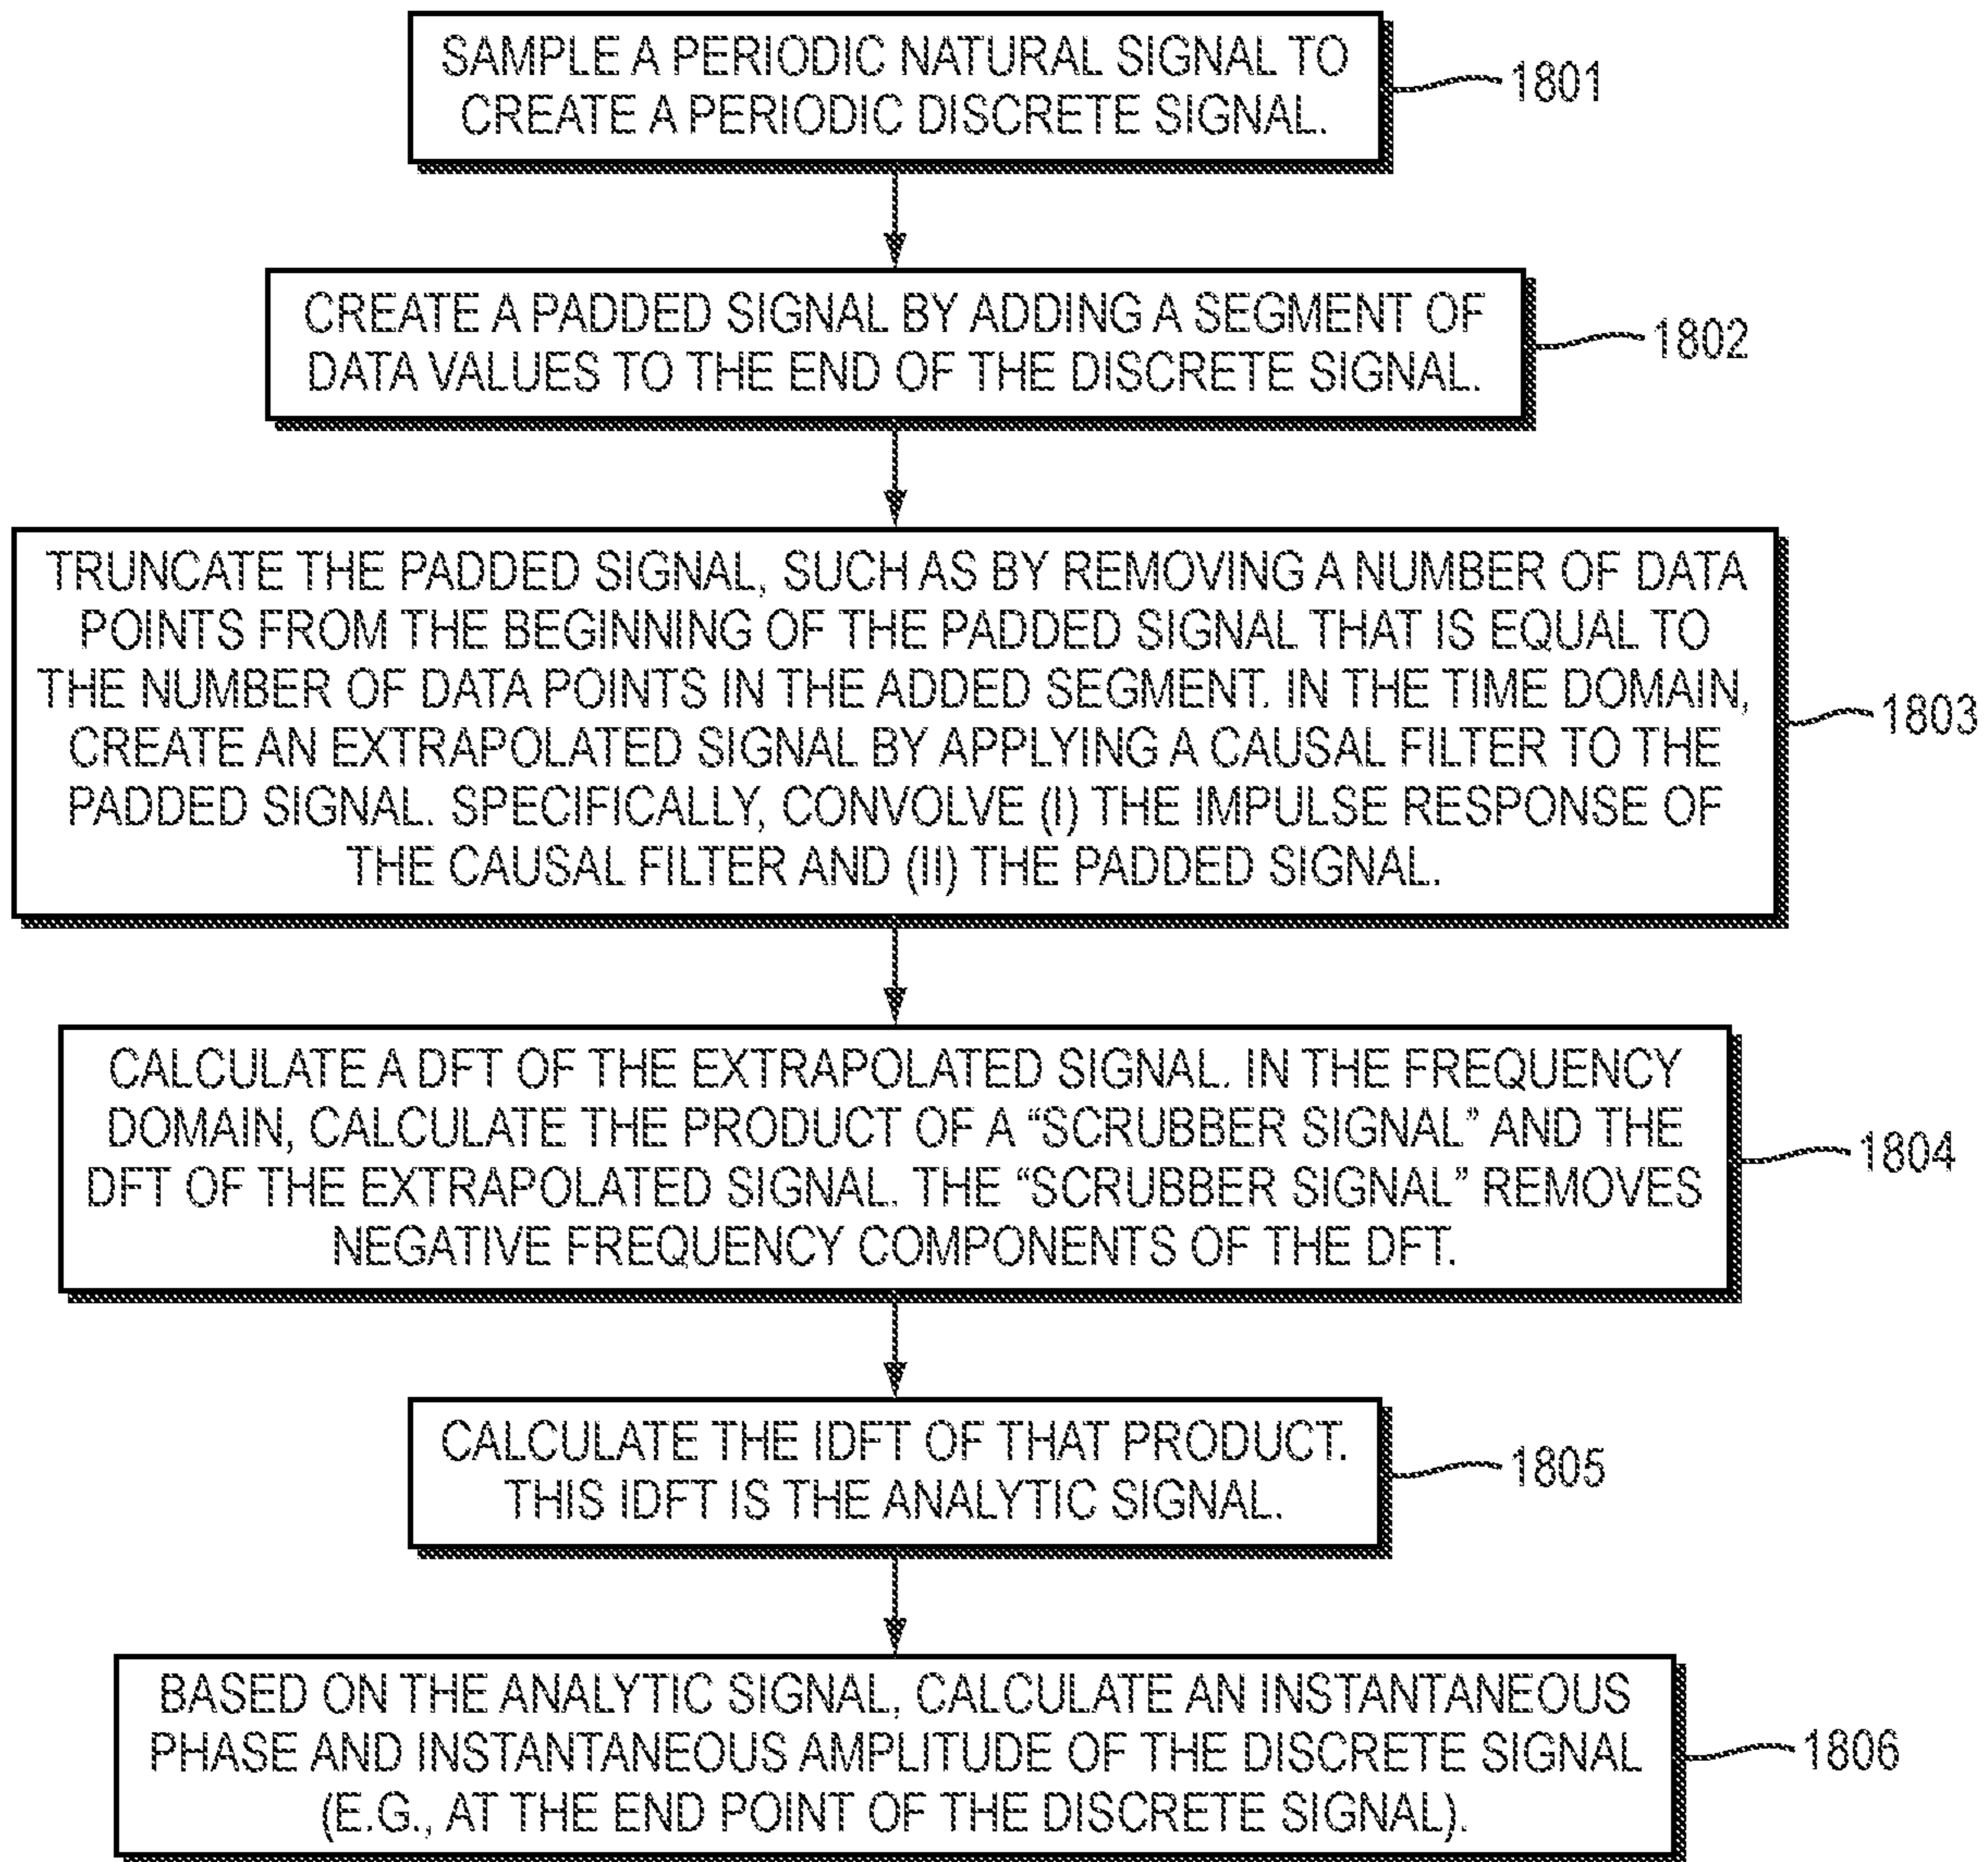 SAMPLE A PERIODIC NATURAL SIGNAL TO
CREATE A PERIODIC DISCRETE SIGNAL.
1801
CREATE A PADDED SIGNAL BY ADDING A SEGMENT OF
DATA VALUES TO THE END OF THE DISCRETE SIGNAL.
1802
TRUNCATE THE PADDED SIGNAL, SUCH AS BY REMOVING A NUMBER OF DATA
POINTS FROM THE BEGINNING OF THE PADDED SIGNAL THAT IS EQUAL TO
THE NUMBER OF DATA POINTS IN THE ADDED SEGMENT. IN THE TIME DOMAIN,
CREATE AN EXTRAPOLATED SIGNAL BY APPLYING A CAUSAL FILTER TO THE
PADDED SIGNAL. SPECIFICALLY, CONVOLVE (I) THE IMPULSE RESPONSE OF
THE CAUSAL FILTER AND (II) THE PADDED SIGNAL.
1803
CALCULATE A DFT OF THE EXTRAPOLATED SIGNAL. IN THE FREQUENCY
DOMAIN, CALCULATE THE PRODUCT OF A “SCRUBBER SIGNAL” AND THE
DFT OF THE EXTRAPOLATED SIGNAL. THE “SCRUBBER SIGNAL” REMOVES
NEGATIVE FREQUENCY COMPONENTS OF THE DFT.
1804
CALCULATE THE IDFT OF THAT PRODUCT.
THIS IDFT IS THE ANALYTIC SIGNAL.
1805
BASED ON THE ANALYTIC SIGNAL, CALCULATE AN INSTANTANEOUS
PHASE AND INSTANTANEOUS AMPLITUDE OF THE DISCRETE SIGNAL
(E.G., AT THE END POINT OF THE DISCRETE SIGNAL).
1806